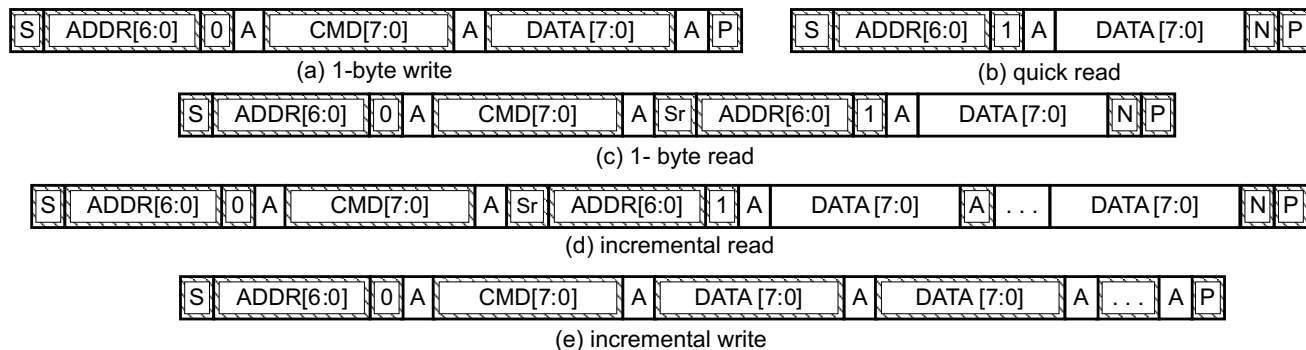 S ADDR[6:0] 0 A CMD[7:0] A DATA [7:0] A P
(a) 1-byte write
S ADDR[6:0] 1 A DATA [7:0] N P
(b) quick read
S ADDR[6:0] 0 A CMD[7:0] A Sr ADDR[6:0] 1 A DATA [7:0] N P
(c) 1- byte read
S ADDR[6:0] 0 A CMD[7:0] A Sr ADDR[6:0] 1 A DATA [7:0] A . . . DATA [7:0] N P
(d) incremental read
S ADDR[6:0] 0 A CMD[7:0] A DATA [7:0] A DATA [7:0] A . . . A P
(e) incremental write